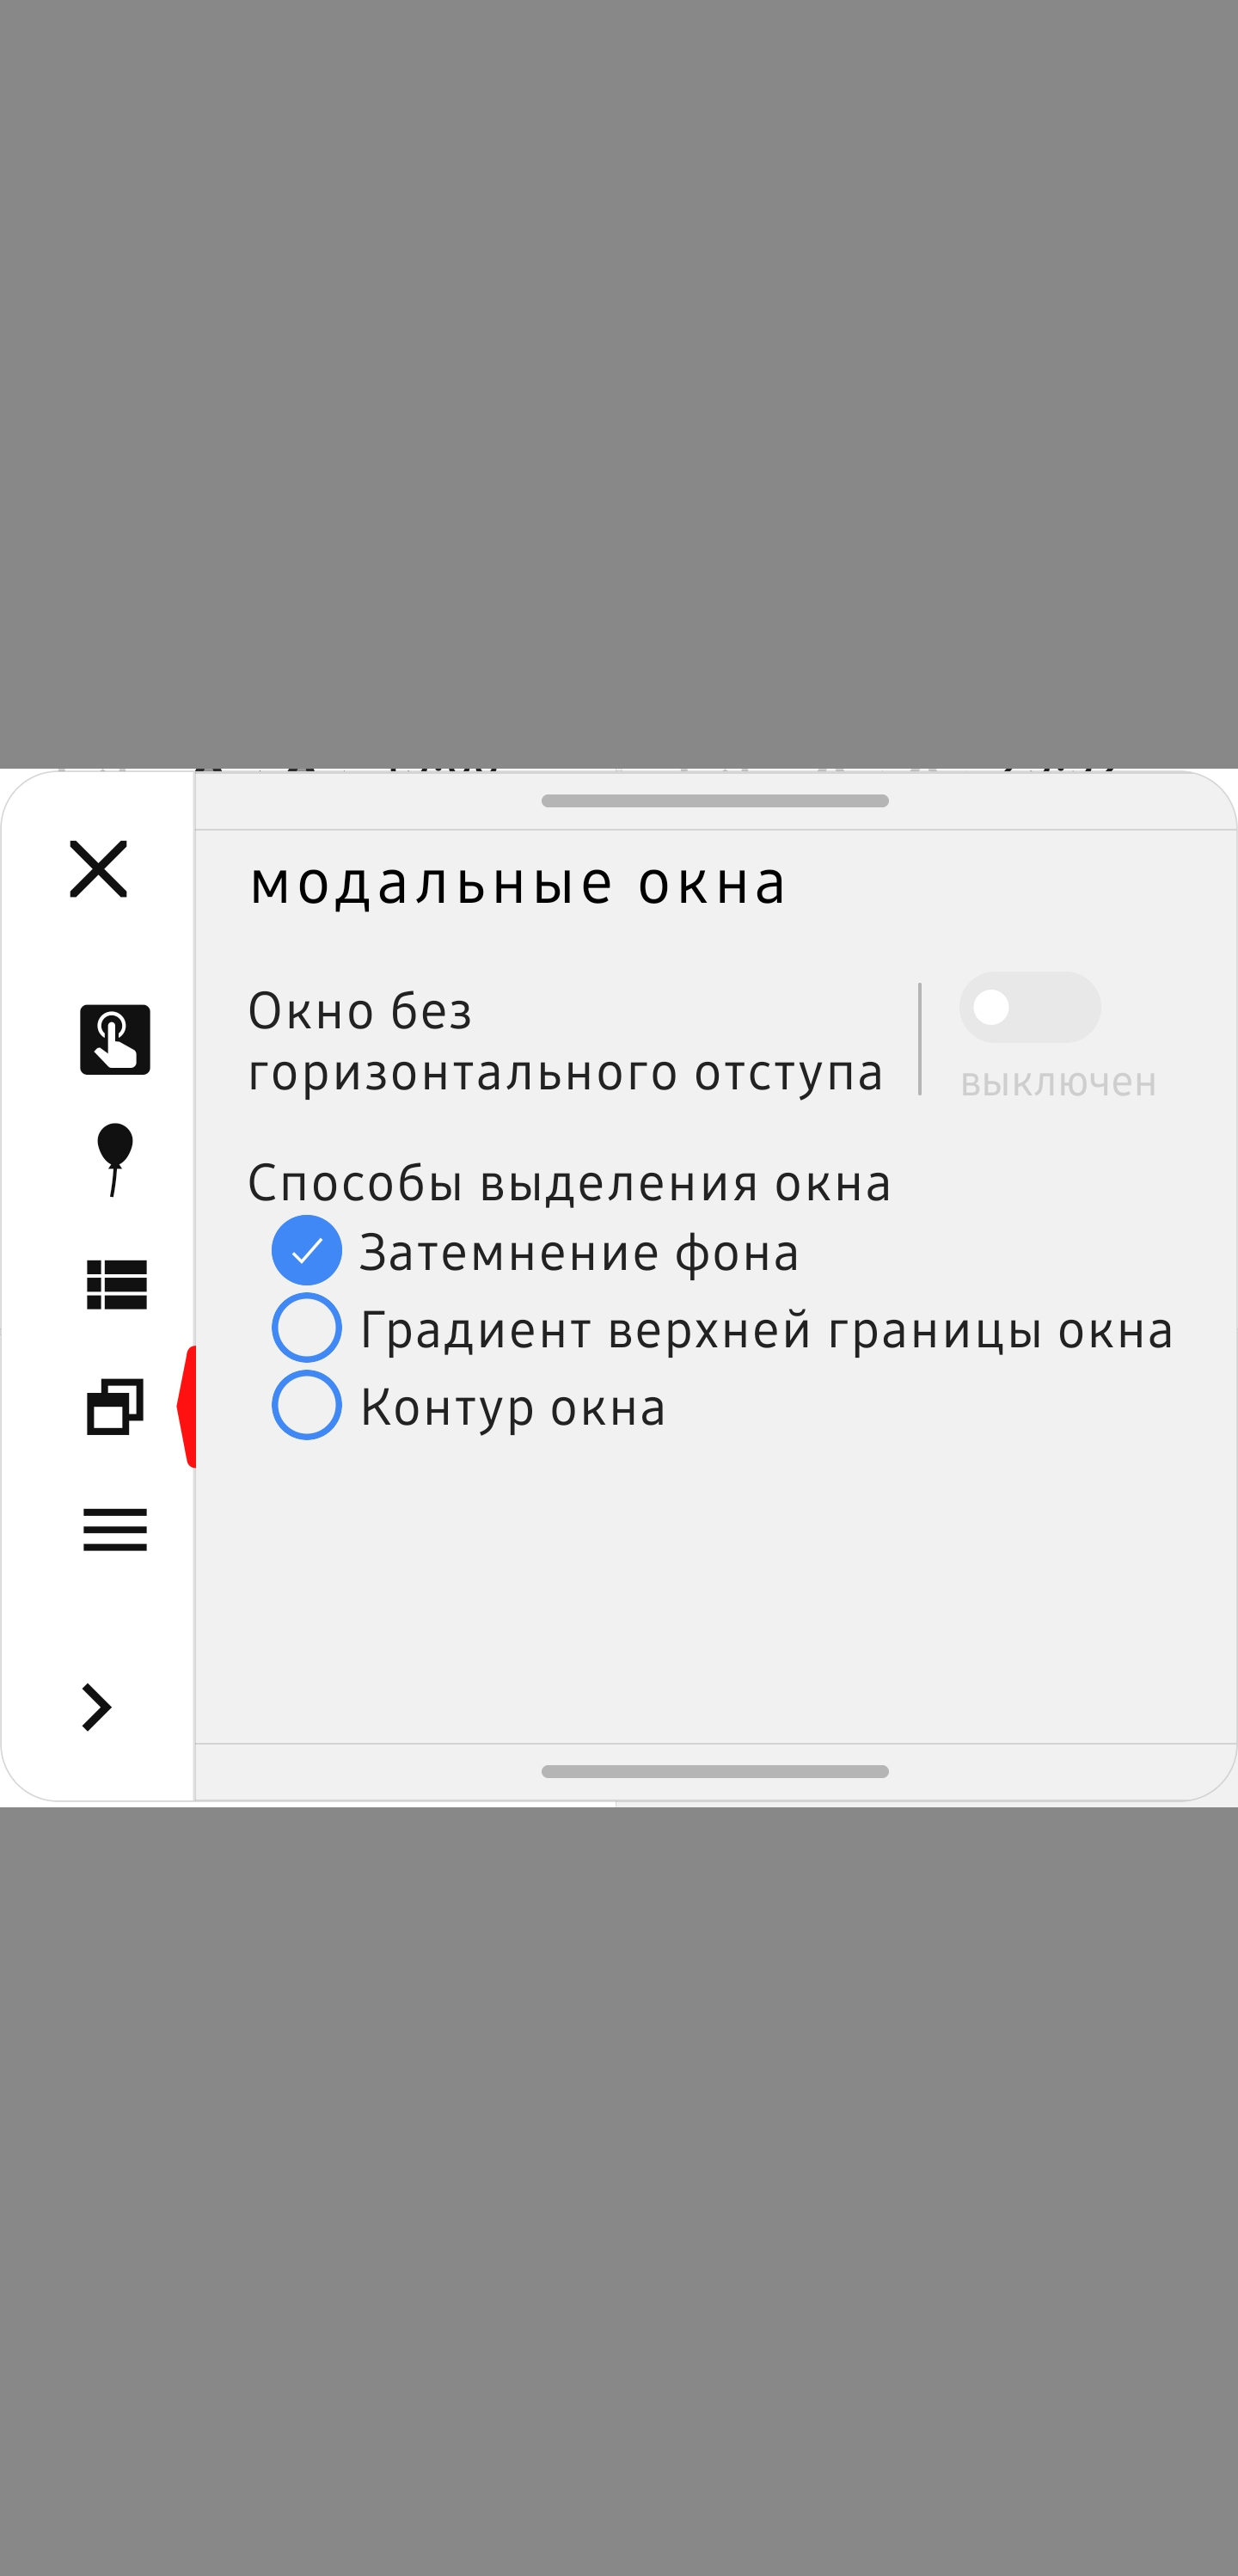 модальные окна
Окно без
горизонтального отступа
выключен
Способы выделения окна
Затемнение фона
Градиент верхней границы окна
Контур окна